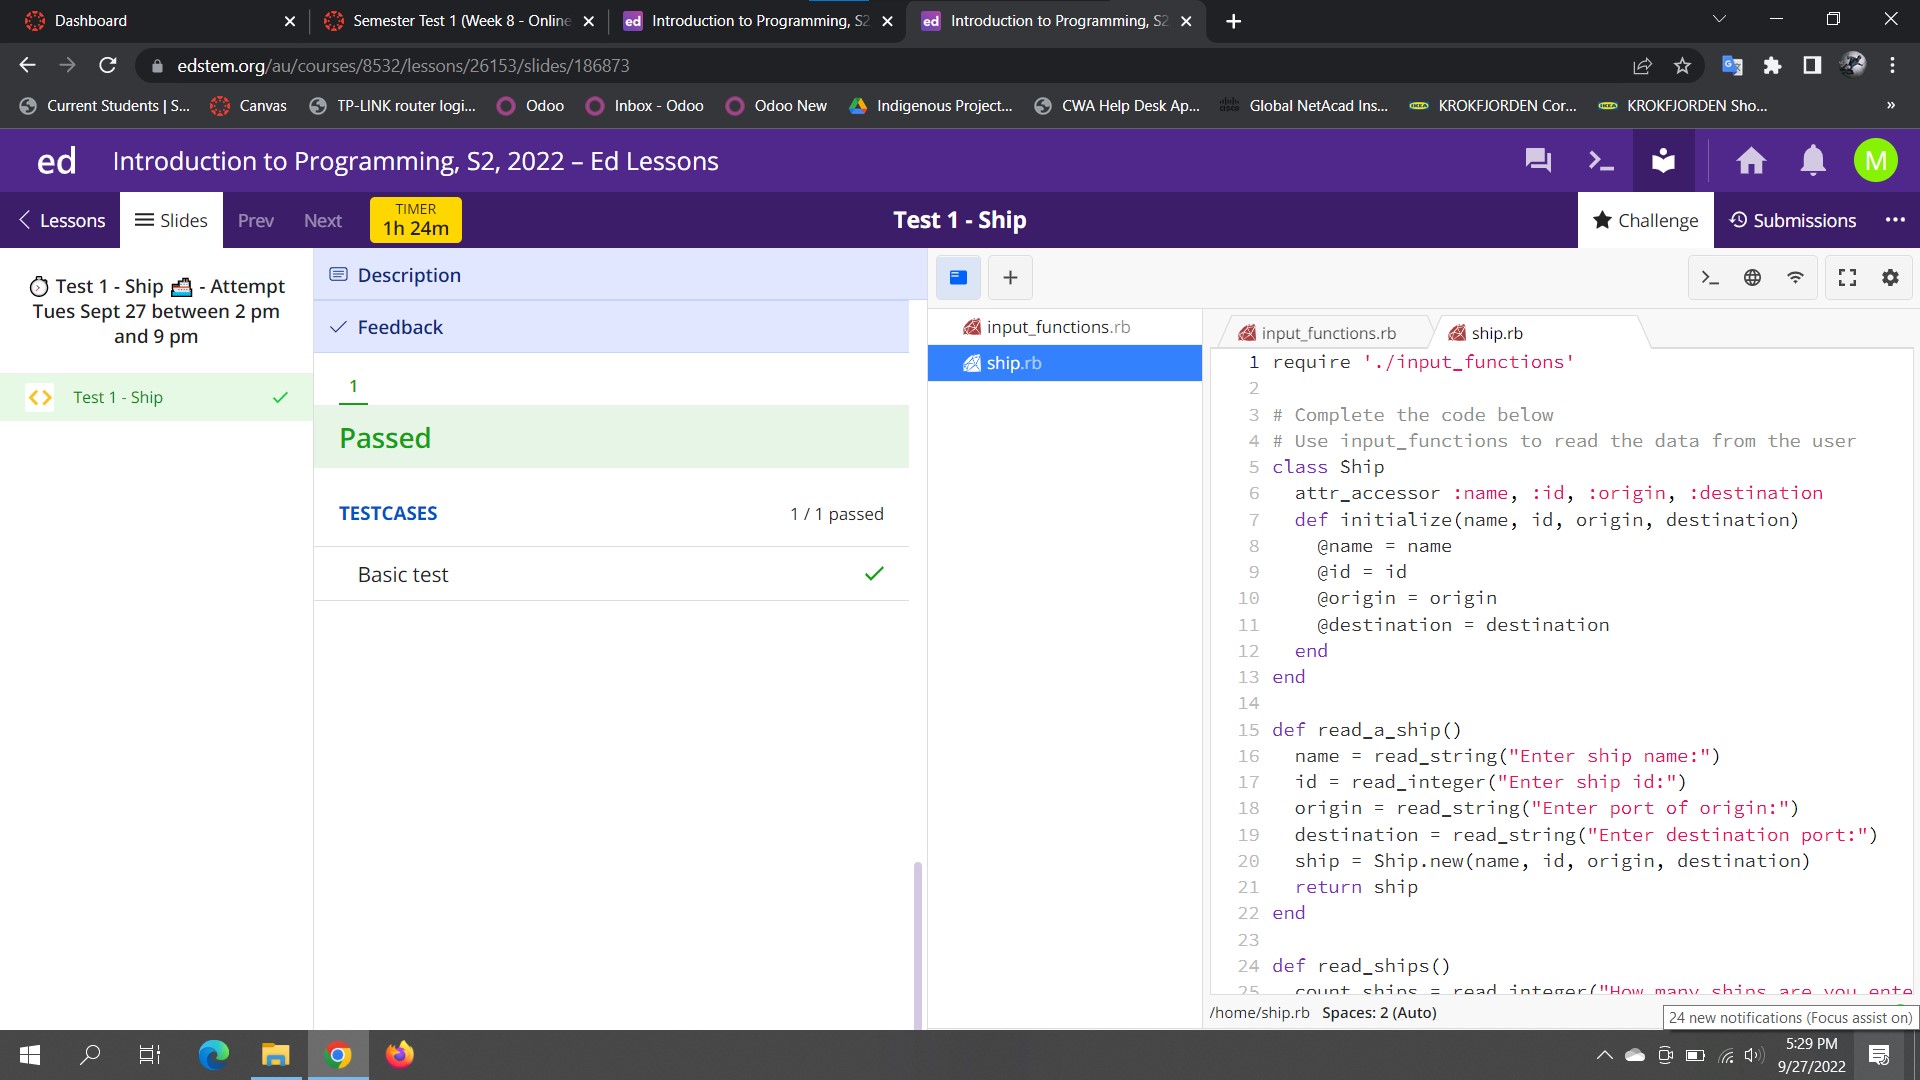 Dashboard
Semester Test 1 (Week 8 - Online
ed Introduction to Programming, S2
ed Introduction to Programming, S2
edstem.org/au/courses/8532/lessons/26153/slides/186873
Current Students | S...
Canvas
TP-LINK router logi...
Odoo
Inbox - Odoo
Odoo New
Indigenous Project...
CWA Help Desk Ap...
Global NetAcad Ins...
KROKFJORDEN Cor...
KROKFJORDEN Sho...
»
ed Introduction to Programming, S2, 2022 – Ed Lessons
M
Lessons
Slides
Prev
Next
TIMER
1h 24m
Test 1 - Ship
Challenge
Submissions
Test 1 - Ship - Attempt
Tues Sept 27 between 2 pm
and 9 pm
Test 1 - Ship
Description
Feedback
1
Passed
TESTCASES 1 / 1 passed
Basic test
input_functions.rb
ship.rb
input_functions.rb
ship.rb
1 require './input_functions'
2
3 # Complete the code below
4 # Use input_functions to read the data from the user
5 class Ship
6 attr_accessor :name, :id, :origin, :destination
7 def initialize(name, id, origin, destination)
8 @name = name
9 @id = id
10 @origin = origin
11 @destination = destination
12 end
13 end
14
15 def read_a_ship()
16 name = read_string("Enter ship name:")
17 id = read_integer("Enter ship id:")
18 origin = read_string("Enter port of origin:")
19 destination = read_string("Enter destination port:")
20 ship = Ship.new(name, id, origin, destination)
21 return ship
22 end
23
24 def read_ships()
25 count_ships = read_integer("How many ships are you ente
/home/ship.rb Spaces: 2 (Auto)
24 new notifications (Focus assist on)
5:29 PM
9/27/2022